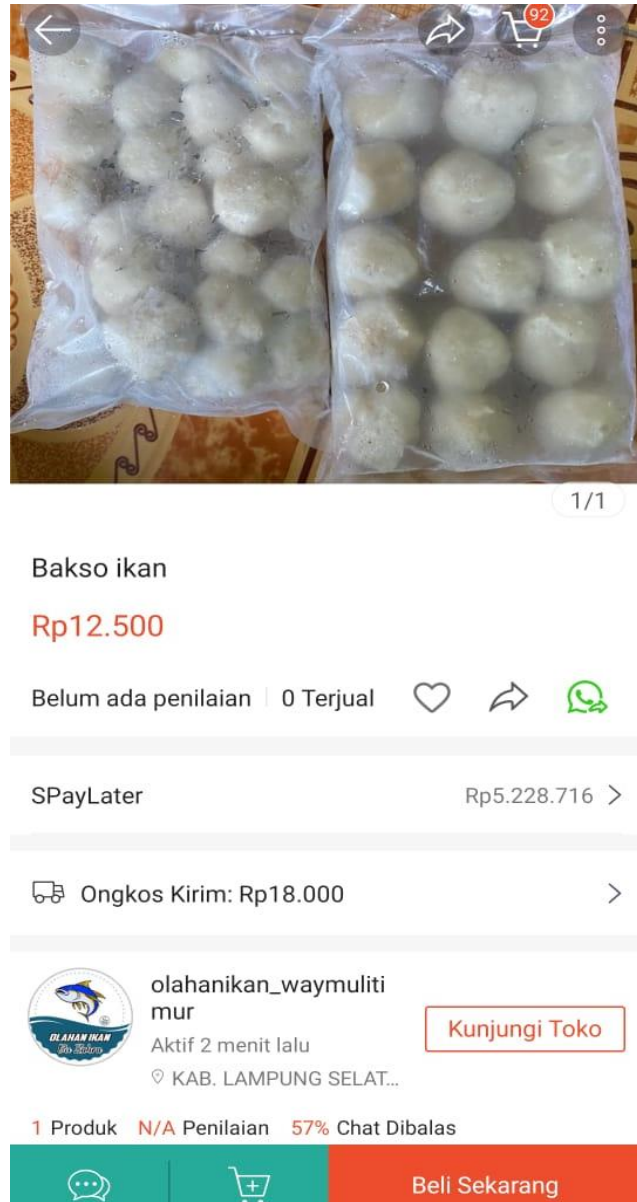 92
1/1
Bakso ikan
Rp12.500
Belum ada penilaian 0 Terjual
SPayLater Rp5.228.716
Ongkos Kirim: Rp18.000
olahanikan_waymuliti
mur
Aktif 2 menit lalu
KAB. LAMPUNG SELAT...
Kunjungi Toko
OLAHAN IKAN
1 Produk N/A Penilaian 57% Chat Dibalas
Beli Sekarang